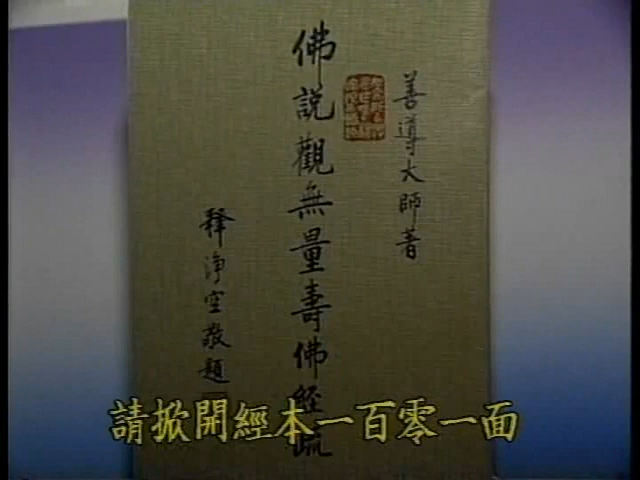 善導大師著
佛說觀無量壽佛經疏
釋淨空敬題
請掀開經本一百零一面